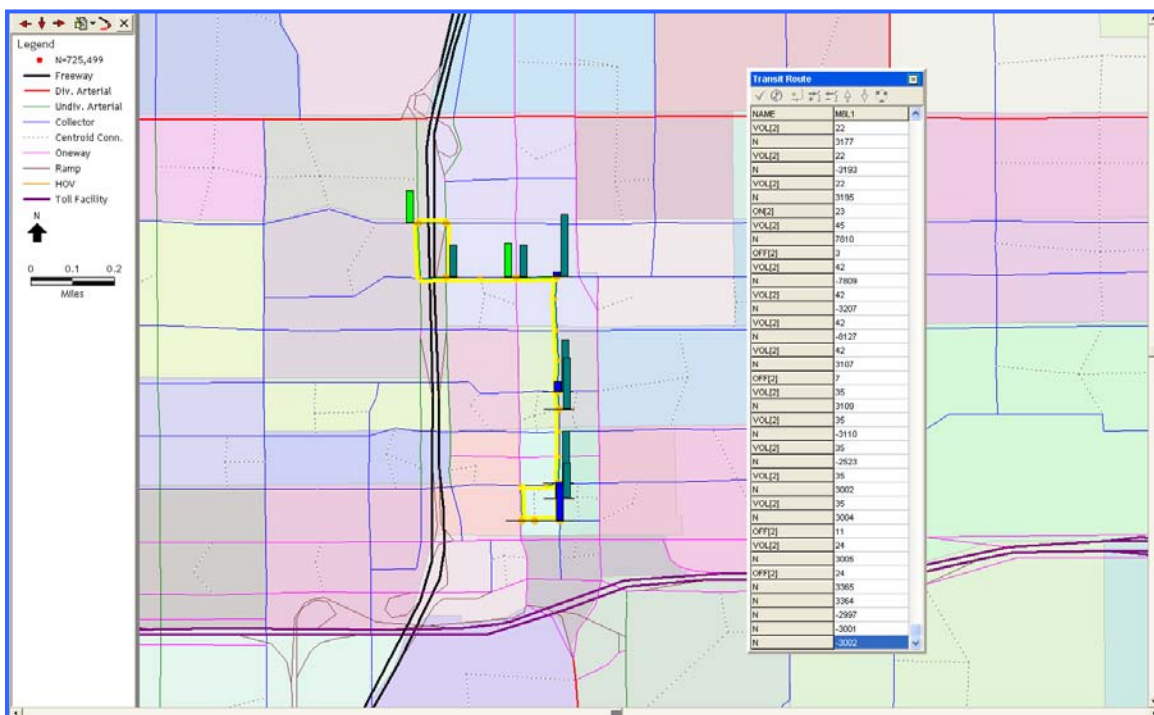 Legend
N=725,499
Freeway
Div. Arterial
Undiv. Arterial
Collector
Centroid Conn.
Oneway
Ramp
HOV
Toll Facility
N
0 0.1 0.2
Miles
Transit Route
NAME M8L1
VOL[2] 22
N 3177
VOL[2] 22
N -3193
VOL[2] 22
N 3195
ON[2] 23
VOL[2] 45
N 7810
OFF[2] 3
VOL[2] 42
N -7809
VOL[2] 42
N -3207
VOL[2] 42
N -8127
VOL[2] 42
N 3107
OFF[2] 7
VOL[2] 35
N 3109
VOL[2] 35
N -3110
VOL[2] 35
N -2523
VOL[2] 35
N 3002
VOL[2] 35
N 3004
OFF[2] 11
VOL[2] 24
N 3005
OFF[2] 24
N 3365
N 3364
N -2997
N -3001
N -3002